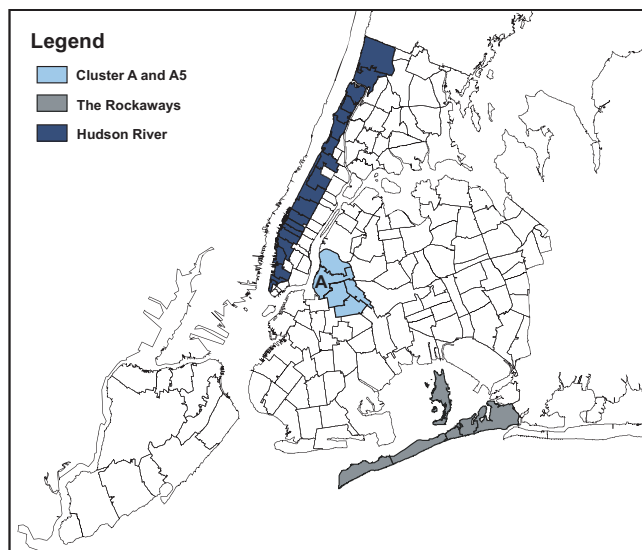 Legend
Cluster A and A5
The Rockaways
Hudson River
A